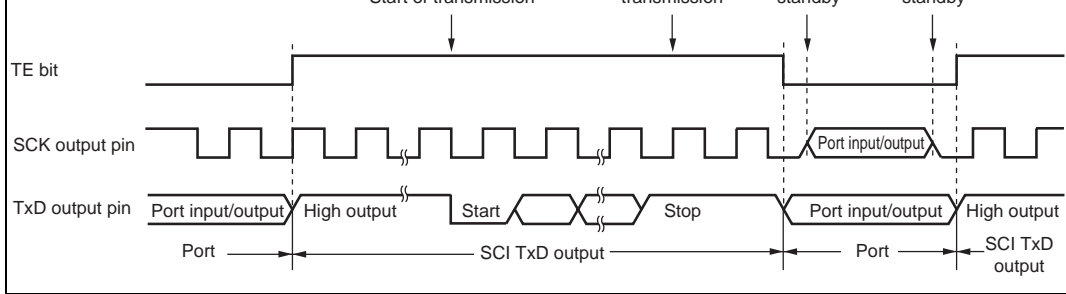 Start of transmission
transmission
standby
standby
TE bit
SCK output pin
Port input/output
TxD output pin
Port input/output
High output
Start
Stop
Port input/output
High output
Port
SCI TxD output
Port
SCI TxD
output